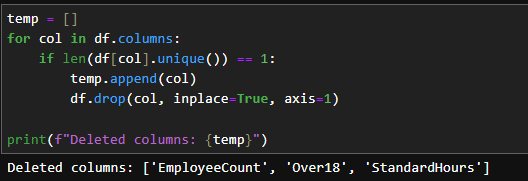 temp = []
for col in df.columns:
    if len(df[col].unique()) == 1:
        temp.append(col)
        df.drop(col, inplace=True, axis=1)

print(f"Deleted columns: {temp}")
Deleted columns: ['EmployeeCount', 'Over18', 'StandardHours']